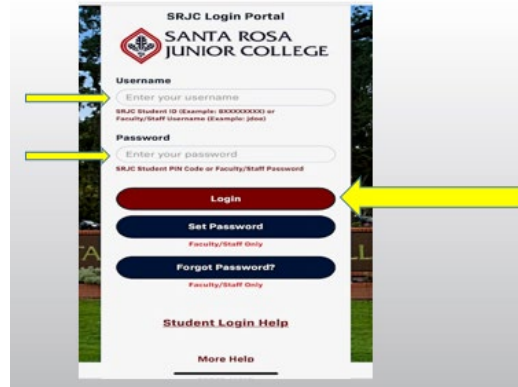 SRJC Login Portal
SANTA ROSA
JUNIOR COLLEGE
Username
Enter your username
SRJC Student ID (Example: 8XXXXXXXX) or
Faculty/Staff Username (Example: jdoe)
Password
Enter your password
SRJC Student PIN Code or Faculty/Staff Password
Login
Set Password
Faculty/Staff Only
Forgot Password?
Faculty/Staff Only
Student Login Help
More Help